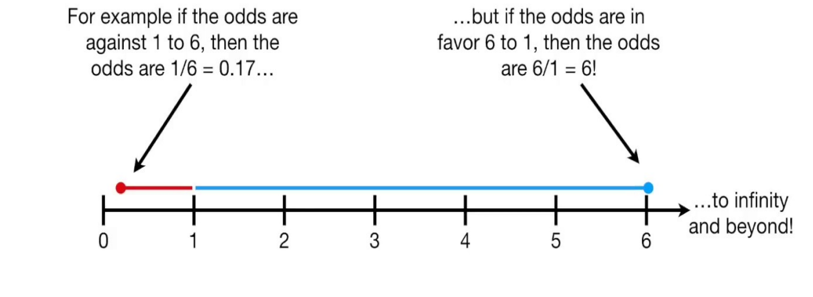 For example if the odds are
against 1 to 6, then the
odds are 1/6 = 0.17...
...but if the odds are in
favor 6 to 1, then the odds
are 6/1 = 6!
...to infinity
and beyond!
0 1 2 3 4 5 6